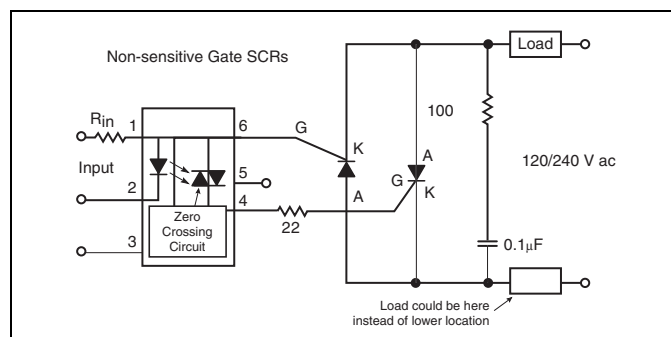 Non-sensitive Gate SCRs
Load
Rin
1
6
G
100
K
A
Input
5
G
K
120/240 V ac
2
4
A
Zero
Crossing
Circuit
22
3
0.1µF
Load could be here
instead of lower location